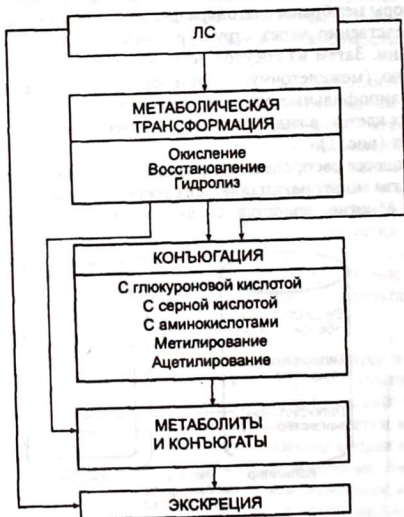 ЛС
МЕТАБОЛИЧЕСКАЯ
ТРАНСФОРМАЦИЯ
Окисление
Восстановление
Гидролиз
КОНЪЮГАЦИЯ
С глюкуроновой кислотой
С серной кислотой
С аминокислотами
Метилирование
Ацетилирование
МЕТАБОЛИТЫ
И КОНЪЮГАТЫ
ЭКСКРЕЦИЯ